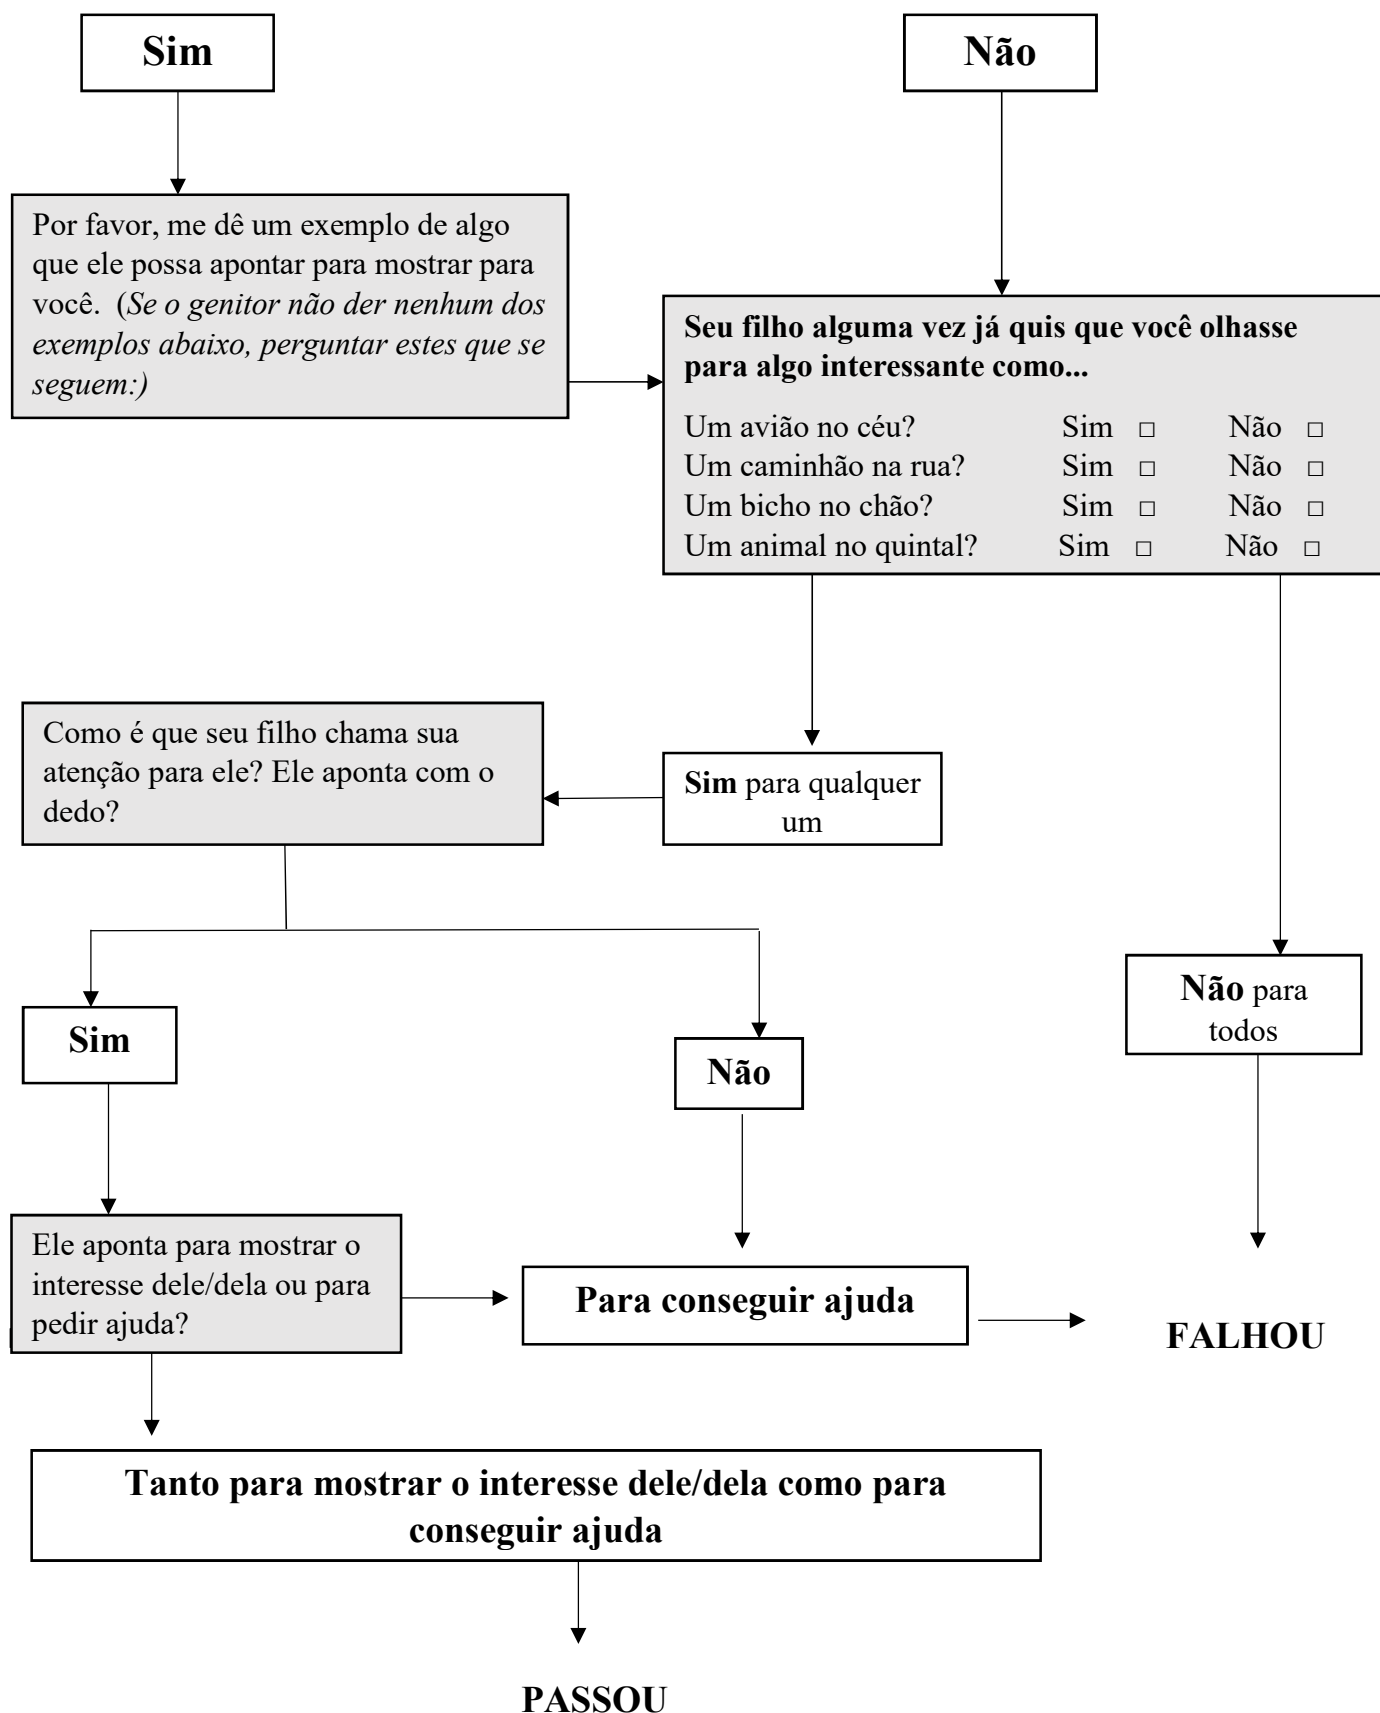 Sim
Não
Por favor, me dê um exemplo de algo
que ele possa apontar para mostrar para
você. (Se o genitor não der nenhum dos
exemplos abaixo, perguntar estes que se
seguem:)
Seu filho alguma vez já quis que você olhasse
para algo interessante como...
Um avião no céu? Sim □ Não □
Um caminhão na rua? Sim □ Não □
Um bicho no chão? Sim □ Não □
Um animal no quintal? Sim □ Não □
Como é que seu filho chama sua
atenção para ele? Ele aponta com o
dedo?
Sim para qualquer
um
Não para
todos
Sim
Não
Ele aponta para mostrar o
interesse dele/dela ou para
pedir ajuda?
Para conseguir ajuda
FALHOU
Tanto para mostrar o interesse dele/dela como para
conseguir ajuda
PASSOU